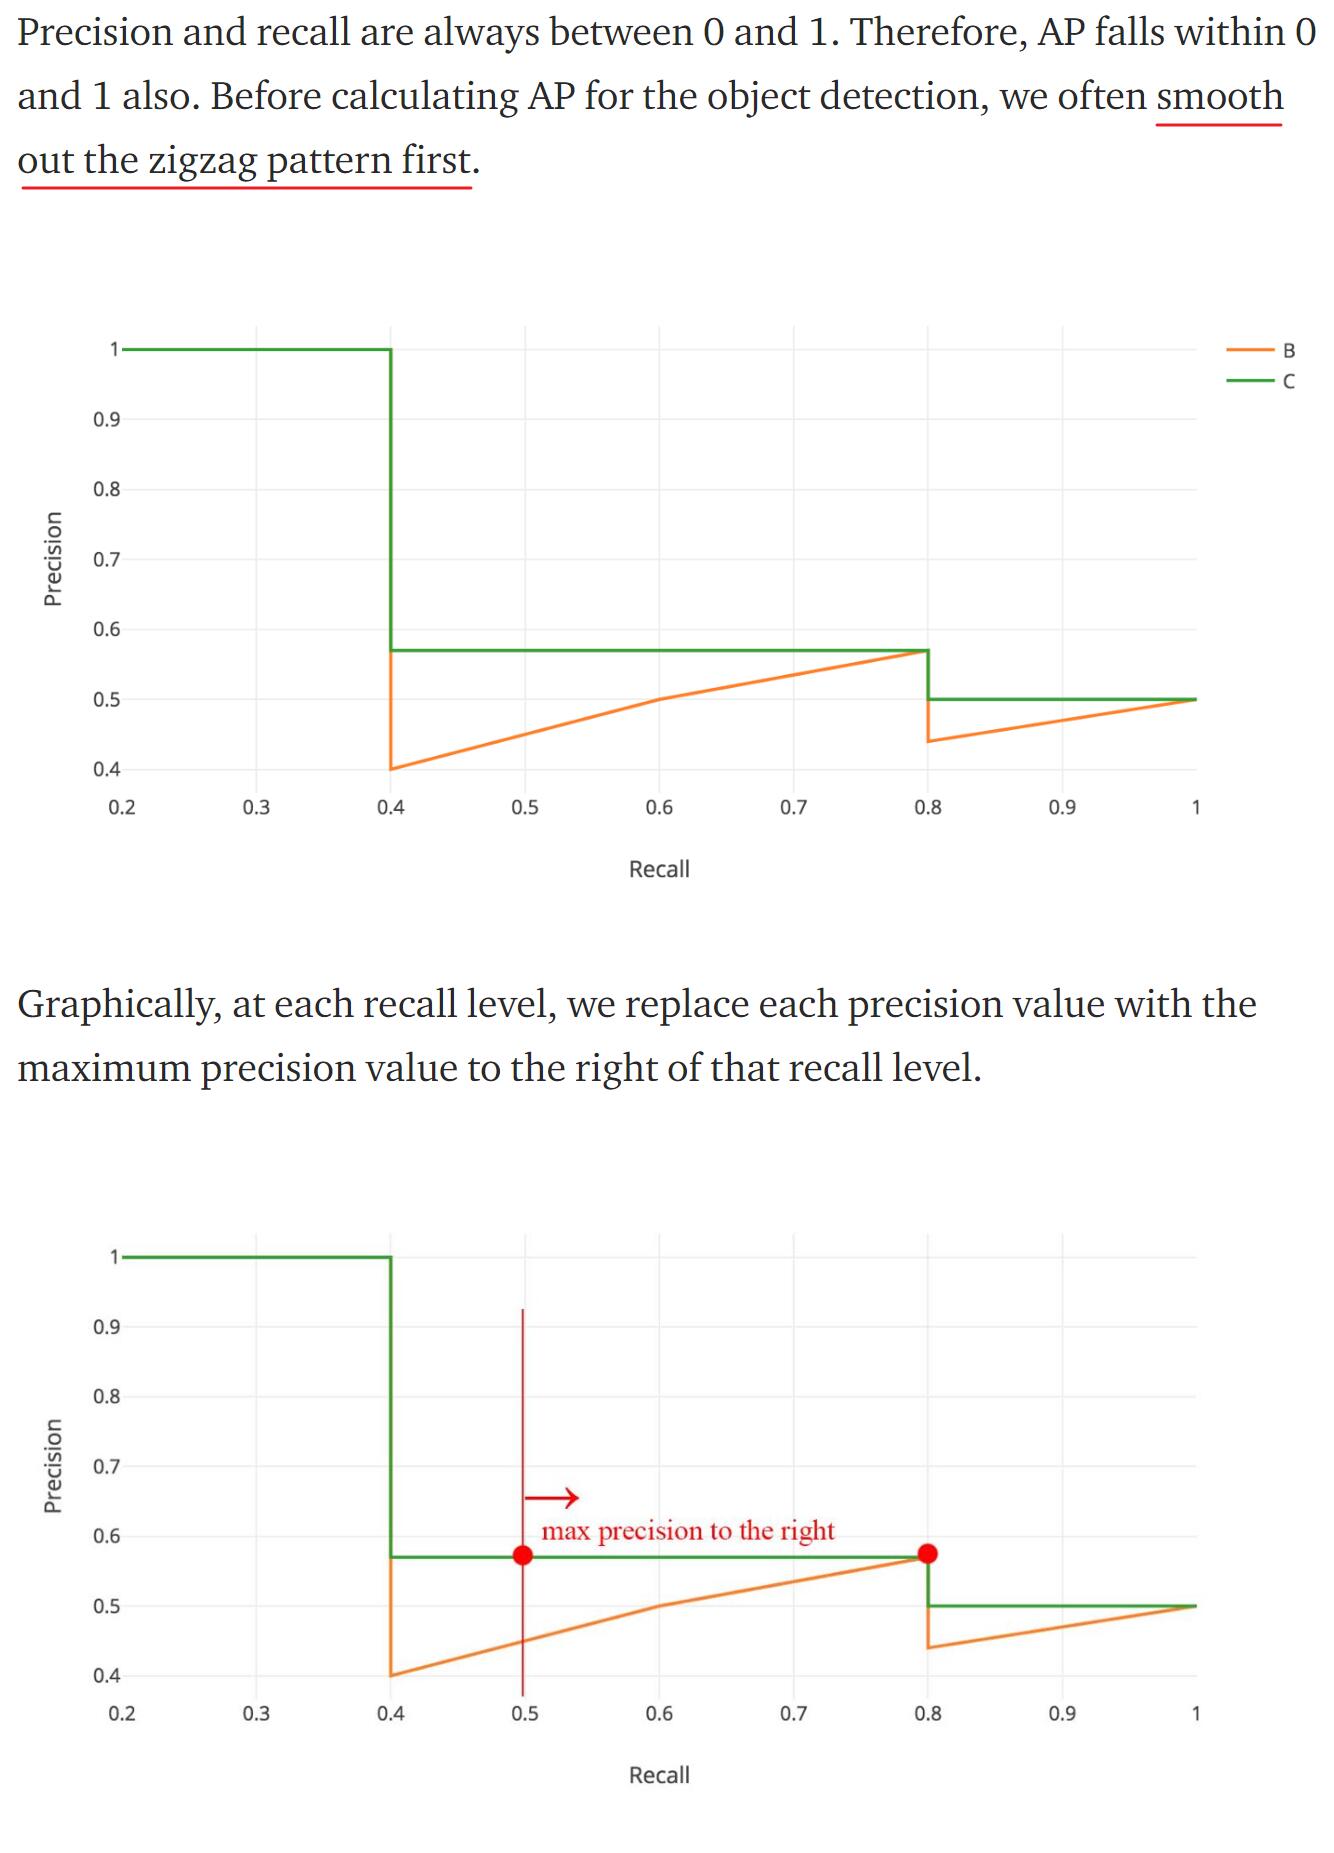 Precision and recall are always between 0 and 1. Therefore, AP falls within 0
and 1 also. Before calculating AP for the object detection, we often smooth
out the zigzag pattern first.
1
0.9
0.8
0.7
0.6
0.5
0.4
Precision
0.2 0.3 0.4 0.5 0.6 0.7 0.8 0.9 1
Recall
B
C
Graphically, at each recall level, we replace each precision value with the
maximum precision value to the right of that recall level.
1
0.9
0.8
0.7
0.6
0.5
0.4
Precision
max precision to the right
0.2 0.3 0.4 0.5 0.6 0.7 0.8 0.9 1
Recall